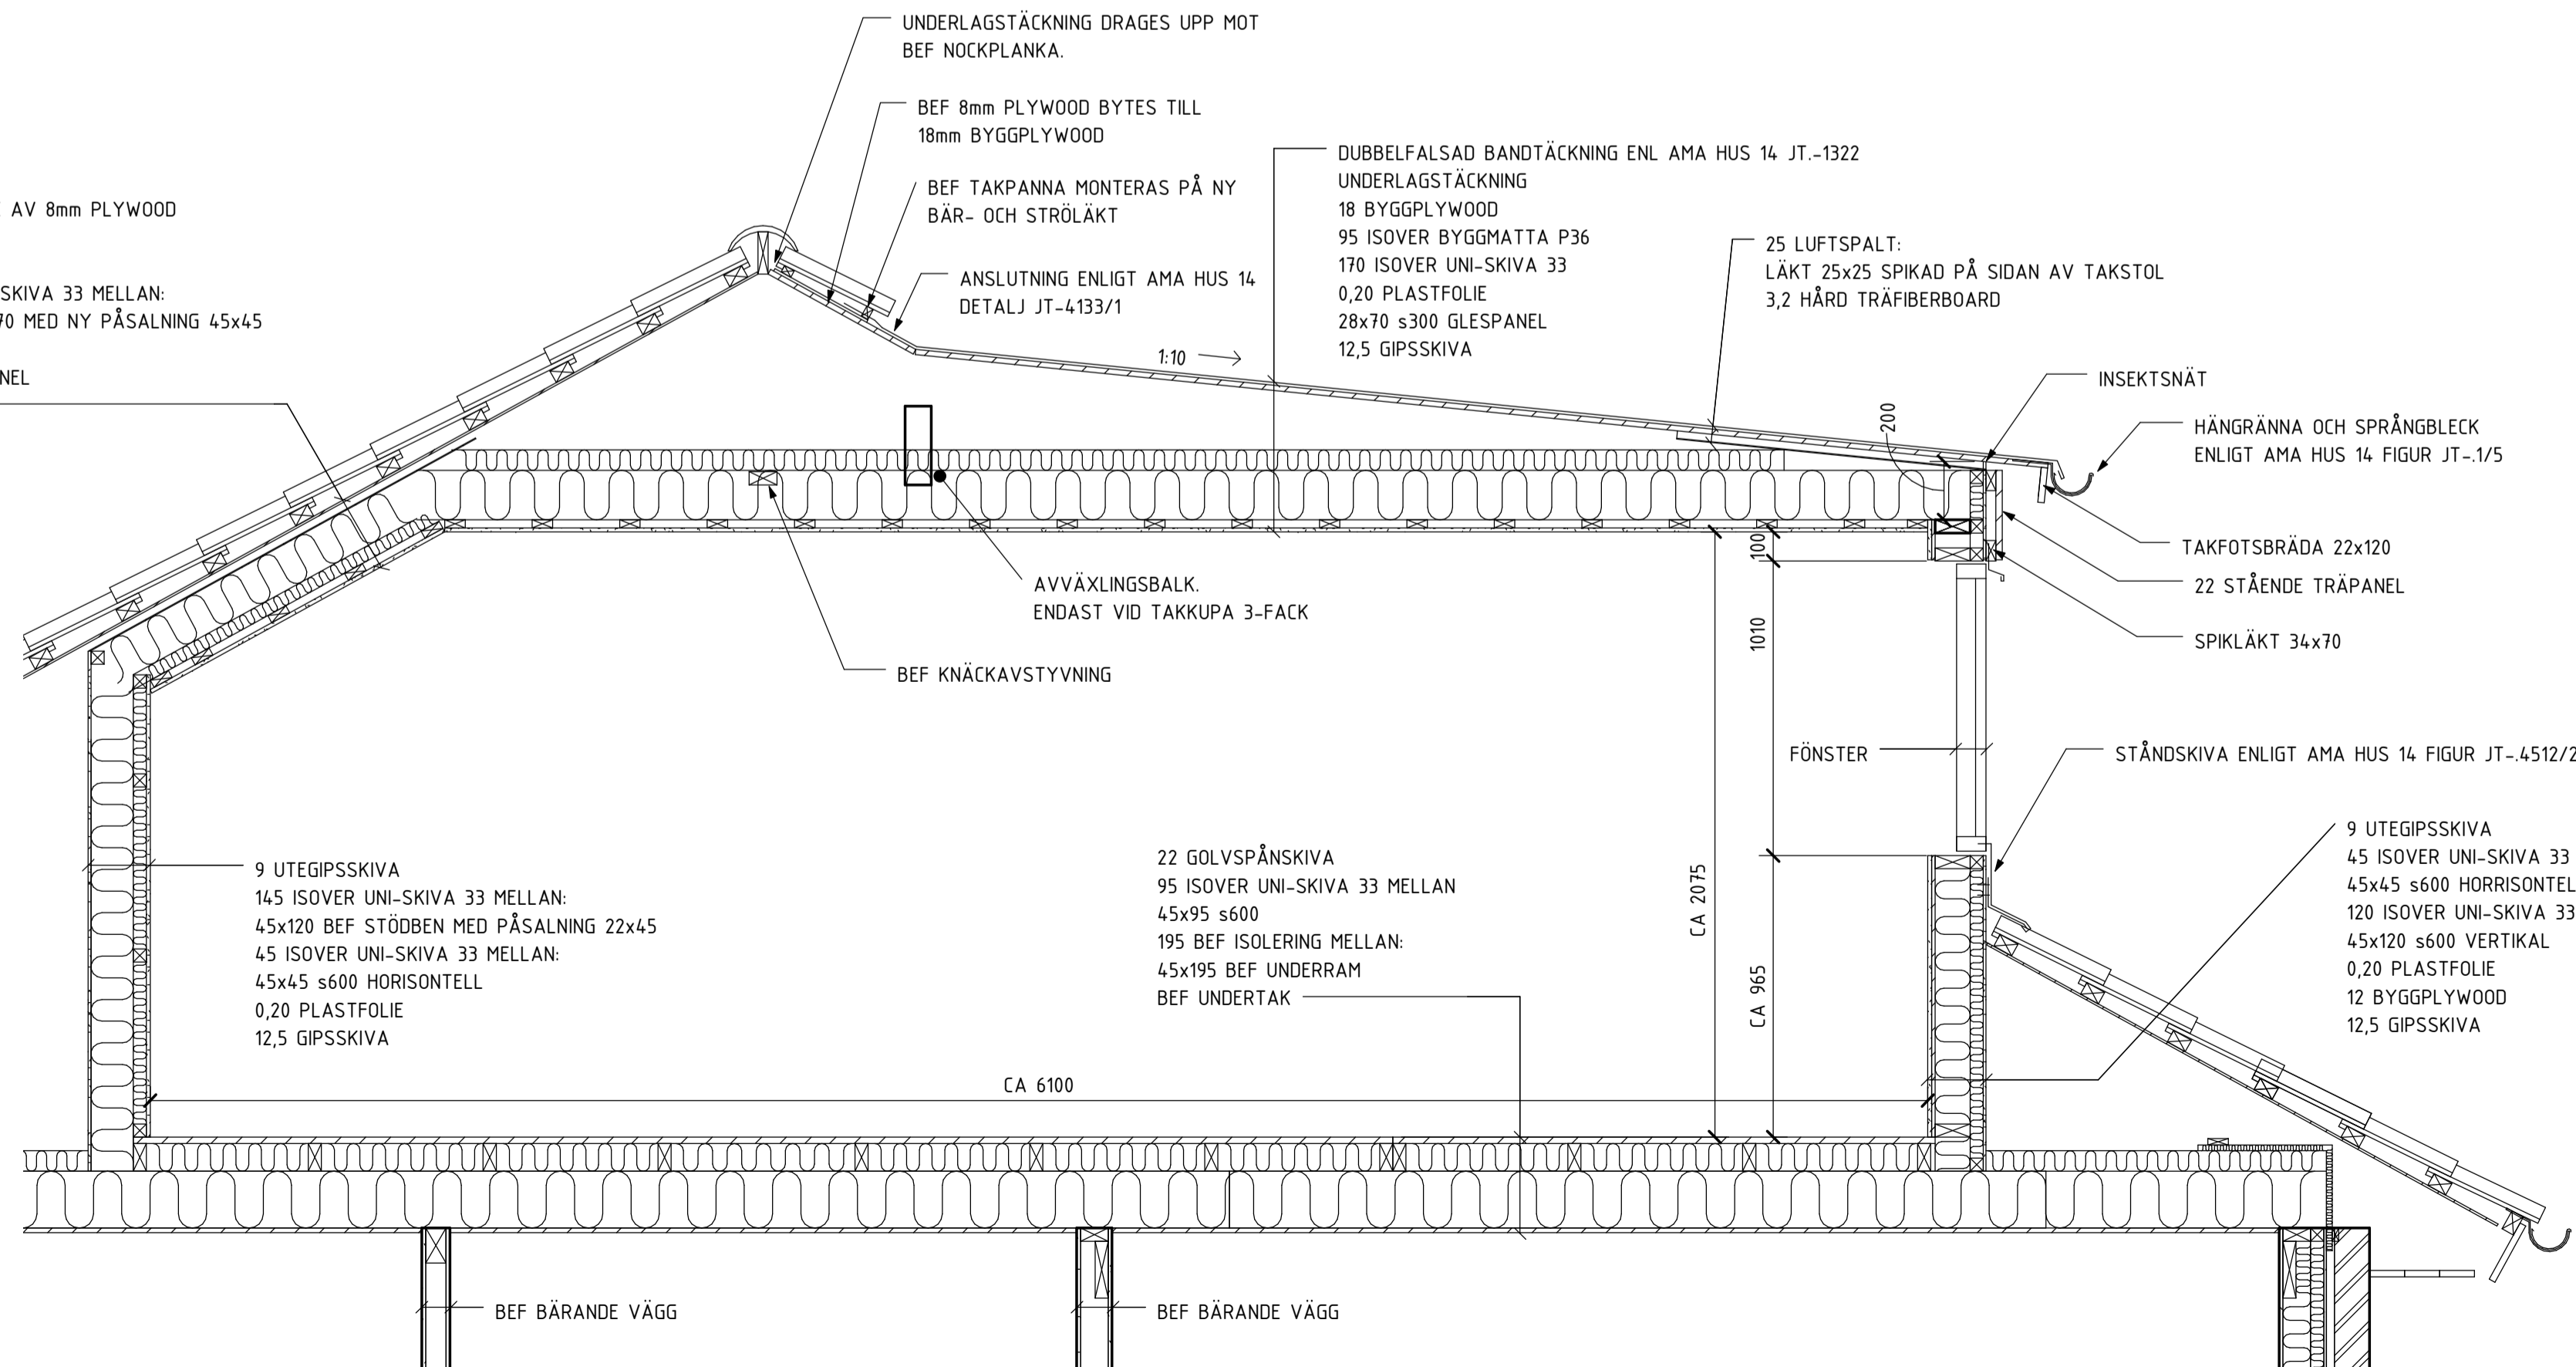 UNDERLAGSTÄCKNING DRAGES UPP MOT
BEF NOCKPLANKA.
BEF 8mm PLYWOOD BYTES TILL
18mm BYGGPLYWOOD
BEF TAKPANNA MONTERAS PÅ NY
BÄR- OCH STRÖLÄKT
ANSLUTNING ENLIGT AMA HUS 14
DETALJ JT-4133/1
AV 8mm PLYWOOD
SKIVA 33 MELLAN:
70 MED NY PÅSALNING 45x45
NEL
DUBBELFALSAD BANDTÄCKNING ENL AMA HUS 14 JT.-1322
UNDERLAGSTÄCKNING
18 BYGGPLYWOOD
95 ISOVER BYGGMATTA P36
170 ISOVER UNI-SKIVA 33
0,20 PLASTFOLIE
28x70 s300 GLESPANEL
12,5 GIPSSKIVA
1:10
25 LUFTSPALT:
LÄKT 25x25 SPIKAD PÅ SIDAN AV TAKSTOL
3,2 HÅRD TRÄFIBERBOARD
INSEKTSNÄT
HÄNGRÄNNA OCH SPRÅNGBLECK
ENLIGT AMA HUS 14 FIGUR JT-.1/5
200
TAKFOTSBRÄDA 22x120
22 STÅENDE TRÄPANEL
SPIKLÄKT 34x70
100
1010
AVVÄXLINGSBALK.
ENDAST VID TAKKUPA 3-FACK
BEF KNÄCKAVSTYVNING
FÖNSTER
STÅNDSKIVA ENLIGT AMA HUS 14 FIGUR JT-.4512/2
9 UTEGIPSSKIVA
145 ISOVER UNI-SKIVA 33 MELLAN:
45x120 BEF STÖDBEN MED PÅSALNING 22x45
45 ISOVER UNI-SKIVA 33 MELLAN:
45x45 s600 HORISONTELL
0,20 PLASTFOLIE
12,5 GIPSSKIVA
22 GOLVSPÅNSKIVA
95 ISOVER UNI-SKIVA 33 MELLAN
45x95 s600
195 BEF ISOLERING MELLAN:
45x195 BEF UNDERRAM
BEF UNDERTAK
CA 2075
CA 965
9 UTEGIPSSKIVA
45 ISOVER UNI-SKIVA 33
45x45 s600 HORRISONTEL
120 ISOVER UNI-SKIVA 33
45x120 s600 VERTIKAL
0,20 PLASTFOLIE
12 BYGGPLYWOOD
12,5 GIPSSKIVA
CA 6100
BEF BÄRANDE VÄGG
BEF BÄRANDE VÄGG